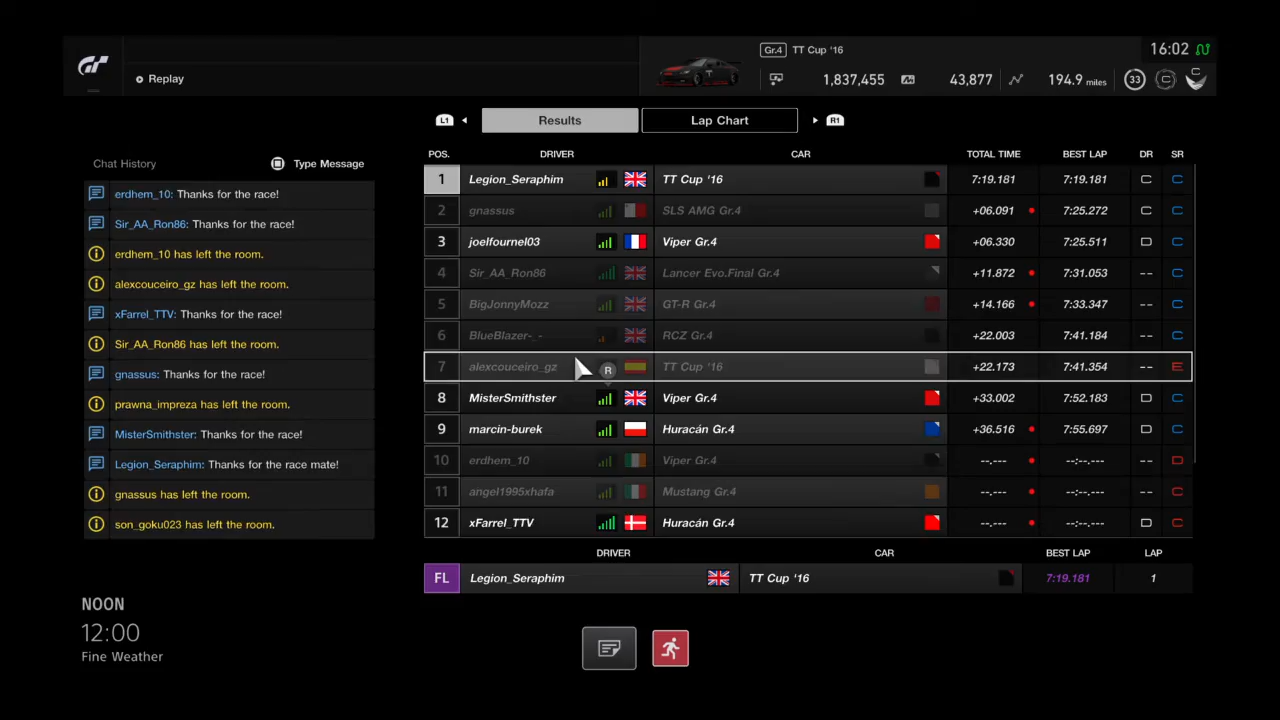 Gr.4 TT Cup '16
16:02
Replay
1,837,455 43,877 194.9 miles 33 C C
L1 Results Lap Chart R1
Chat History Type Message
erdhem_10: Thanks for the race!
Sir_AA_Ron86: Thanks for the race!
erdhem_10 has left the room.
alexcouceiro_gz has left the room.
xFarrel_TTV: Thanks for the race!
Sir_AA_Ron86 has left the room.
gnassus: Thanks for the race!
prawna_impreza has left the room.
MisterSmithster: Thanks for the race!
Legion_Seraphim: Thanks for the race mate!
gnassus has left the room.
son_goku023 has left the room.
POS. DRIVER CAR TOTAL TIME BEST LAP DR SR
1 Legion_Seraphim TT Cup '16 7:19.181 7:19.181 C C
2 gnassus SLS AMG Gr.4 +06.091 7:25.272 C C
3 joelfournel03 Viper Gr.4 +06.330 7:25.511 D C
4 Sir_AA_Ron86 Lancer Evo.Final Gr.4 +11.872 7:31.053 -- C
5 BigJonnyMozz GT-R Gr.4 +14.166 7:33.347 -- C
6 BlueBlazer-_- RCZ Gr.4 +22.003 7:41.184 -- C
7 alexcouceiro_gz R TT Cup '16 +22.173 7:41.354 -- E
8 MisterSmithster Viper Gr.4 +33.002 7:52.183 D C
9 marcin-burek Huracán Gr.4 +36.516 7:55.697 D C
10 erdhem_10 Viper Gr.4 --.--- --:--.--- -- D
11 angel1995xhafa Mustang Gr.4 --.--- --:--.--- -- C
12 xFarrel_TTV Huracán Gr.4 --.--- --:--.--- D C
DRIVER CAR BEST LAP LAP
FL Legion_Seraphim TT Cup '16 7:19.181 1
NOON
12:00
Fine Weather